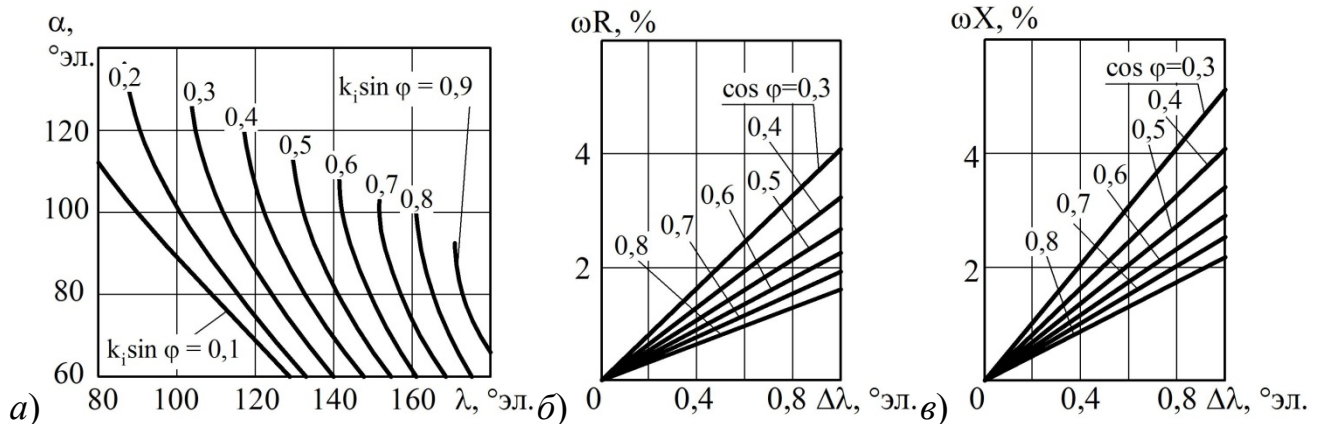 α,
°эл.
120
100
80
60
80 100 120 140 160 λ, °эл.
0,2
0,3
0,4
0,5
0,6
0,7
0,8
kᵢsin φ = 0,9
kᵢsin φ = 0,1
а)
ωR, %
4
2
0 0,4 0,8 Δλ, °эл.
cos φ=0,3
0,4
0,5
0,6
0,7
0,8
б)
ωX, %
4
2
0 0,4 0,8 Δλ, °эл.
cos φ=0,3
0,4
0,5
0,6
0,7
0,8
в)